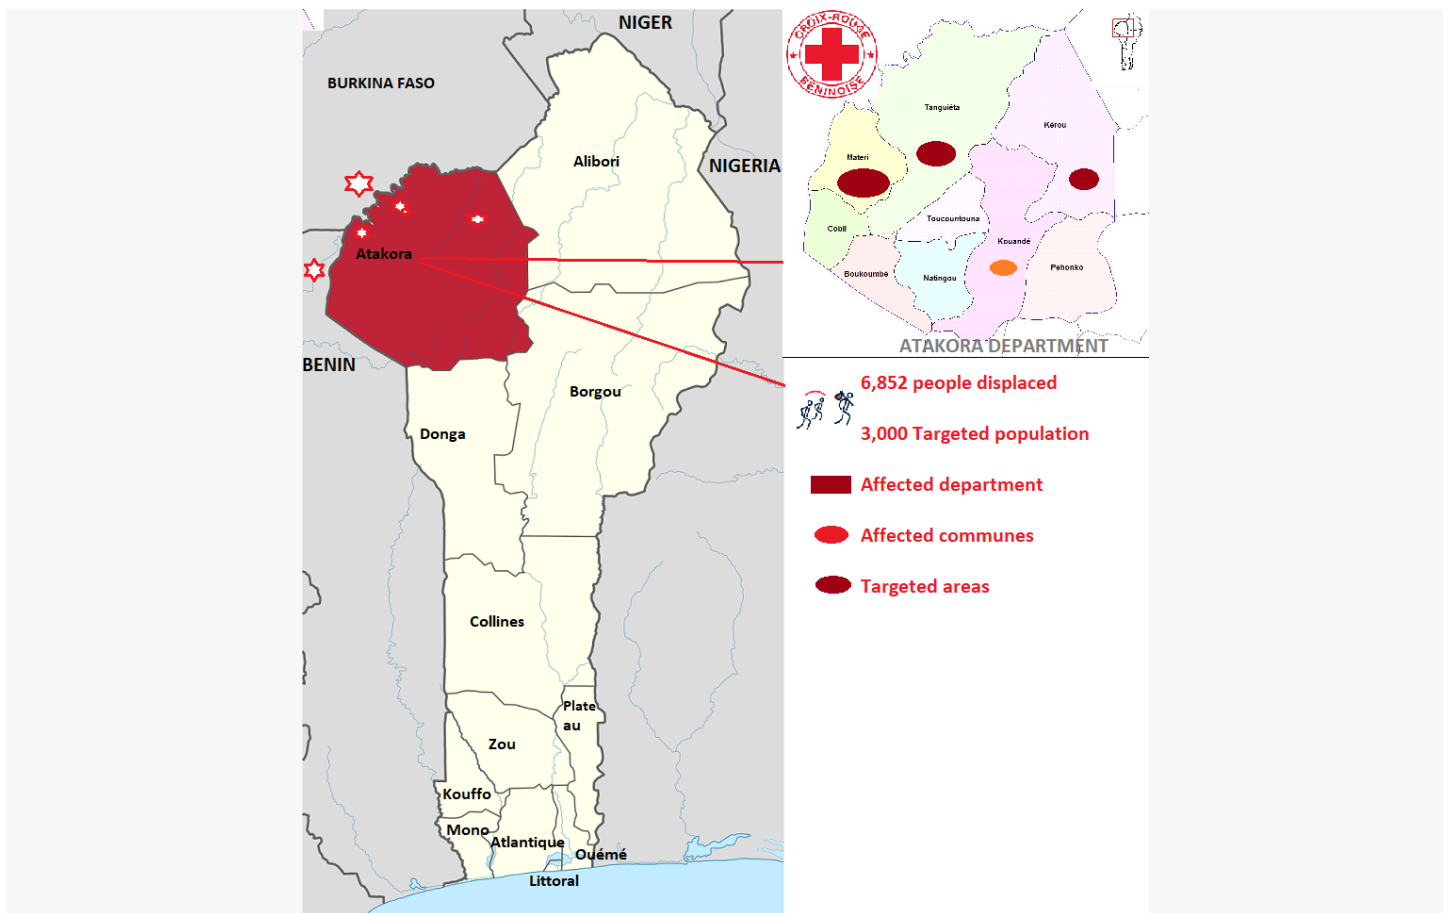 NIGER
BURKINA FASO
Alibori
NIGERIA
Atakora
BENIN
Borgou
Donga
Collines
Plate
au
Zou
Kouffo
Mono
Atlantique
Ouémé
Littoral
CROIX-ROUGE
BÉNINOISE
Tanguiéta
Kérou
Materi
Toucountouna
Cobli
Kouandé
Boukoumbé
Natingou
Pehonko
ATAKORA DEPARTMENT
6,852 people displaced
3,000 Targeted population
Affected department
Affected communes
Targeted areas